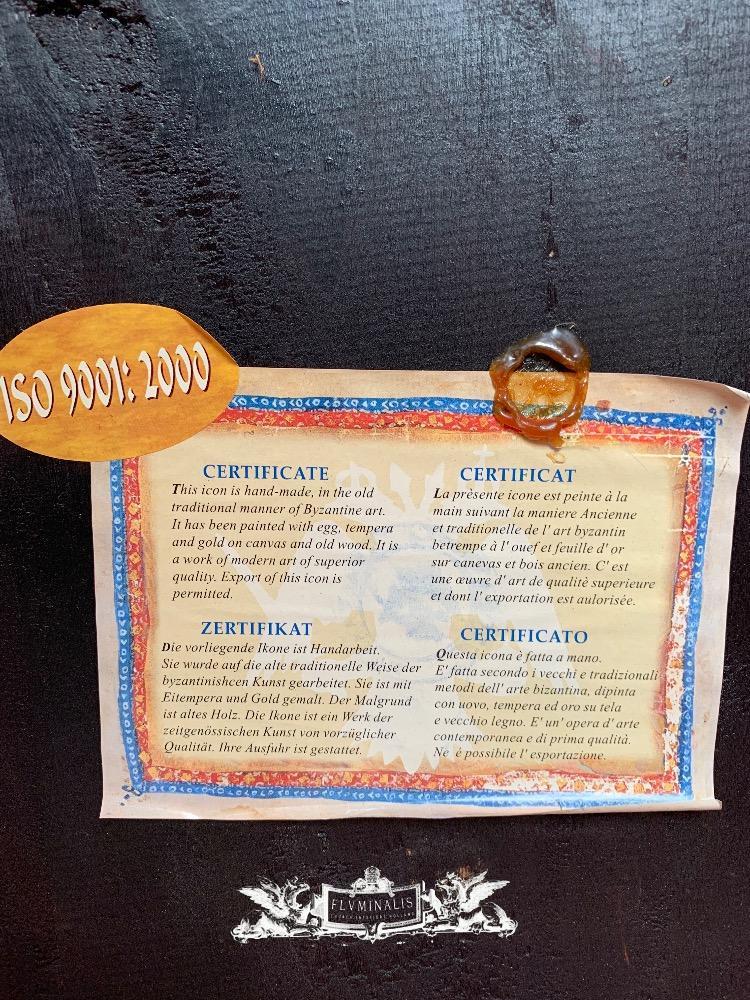 ISO 9001: 2000
CERTIFICATE
This icon is hand-made, in the old
traditional manner of Byzantine art.
It has been painted with egg, tempera
and gold on canvas and old wood. It is
a work of modern art of superior
quality. Export of this icon is
permitted.
CERTIFICAT
La prèsente icone est peinte à la
main suivant la maniere Ancienne
et traditionelle de l' art byzantin
betrempe à l' ouef et feuille d' or
sur canevas et bois ancien. C' est
une œuvre d' art de qualitè superieure
et dont l' exportation est aulorisée.
ZERTIFIKAT
Die vorliegende Ikone ist Handarbeit.
Sie wurde auf die alte traditionelle Weise der
byzantinishcen Kunst gearbeitet. Sie ist mit
Eitempera und Gold gemalt. Der Malgrund
ist altes Holz. Die Ikone ist ein Werk der
zeitgenössischen Kunst von vorzüglicher
Qualität. Ihre Ausfuhr ist gestattet.
CERTIFICATO
Questa icona è fatta a mano.
E' fatta secondo i vecchi e tradizionali
metodi dell' arte bizantina, dipinta
con uovo, tempera ed oro su tela
e vecchio legno. E' un' opera d' arte
contemporanea e di prima qualità.
Ne é possibile l' esportazione.
FLVMINALIS